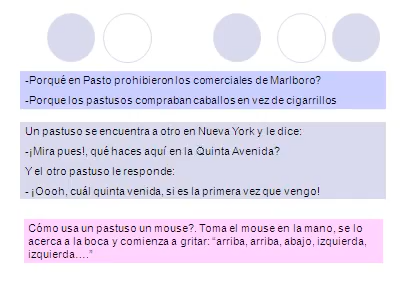 -Porqué en Pasto prohibieron los comerciales de Marlboro?
-Porque los pastusos compraban caballos en vez de cigarrillos
Un pastuso se encuentra a otro en Nueva York y le dice:
-¡Mira pues!, qué haces aquí en la Quinta Avenida?
Y el otro pastuso le responde:
- ¡Oooh, cuál quinta venida, si es la primera vez que vengo!
Cómo usa un pastuso un mouse?. Toma el mouse en la mano, se lo
acerca a la boca y comienza a gritar: “arriba, arriba, abajo, izquierda,
izquierda....”